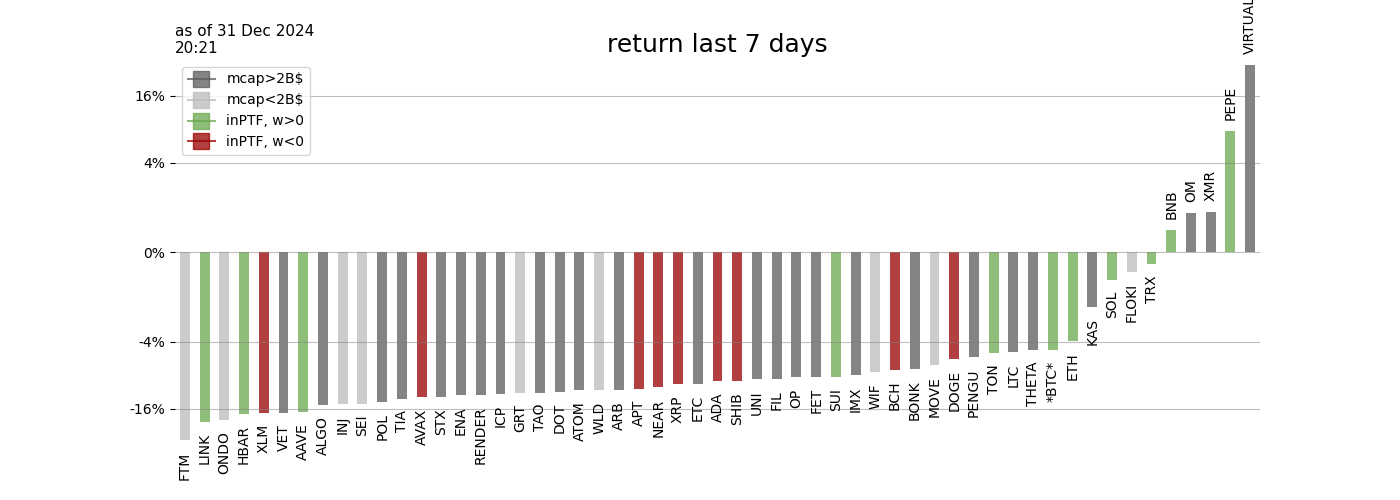 as of 31 Dec 2024
20:21
return last 7 days
mcap>2B$
mcap<2B$
inPTF, w>0
inPTF, w<0
16%
4%
0%
-4%
-16%
FTM
LINK
ONDO
HBAR
XLM
VET
AAVE
ALGO
INJ
SEI
POL
TIA
AVAX
STX
ENA
RENDER
ICP
GRT
TAO
DOT
ATOM
WLD
ARB
APT
NEAR
XRP
ETC
ADA
SHIB
UNI
FIL
OP
FET
SUI
IMX
WIF
BCH
BONK
MOVE
DOGE
PENGU
TON
LTC
THETA
*BTC*
ETH
KAS
SOL
FLOKI
TRX
BNB
OM
XMR
PEPE
VIRTUAL